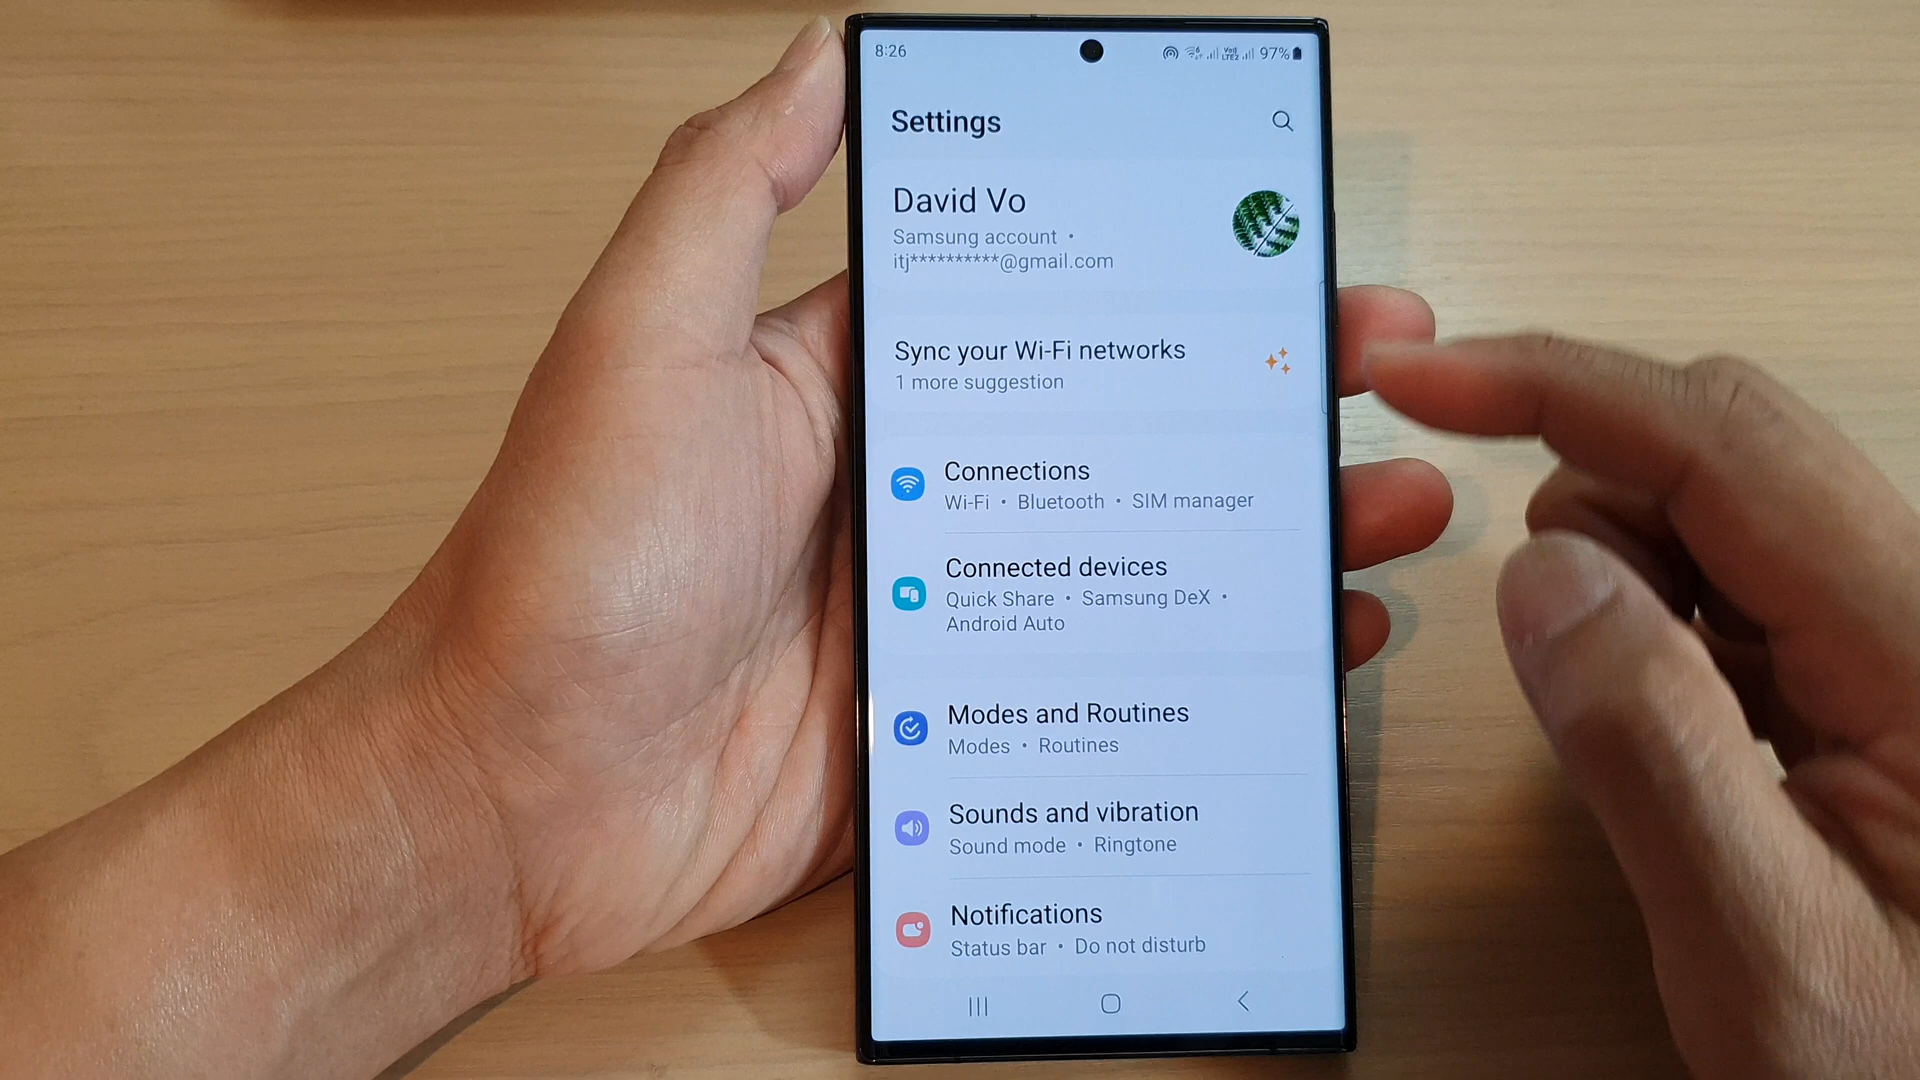 8:26
97%
Settings
David Vo
Samsung account •
itj**********@gmail.com
Sync your Wi-Fi networks
1 more suggestion
Connections
Wi-Fi • Bluetooth • SIM manager
Connected devices
Quick Share • Samsung DeX •
Android Auto
Modes and Routines
Modes • Routines
Sounds and vibration
Sound mode • Ringtone
Notifications
Status bar • Do not disturb